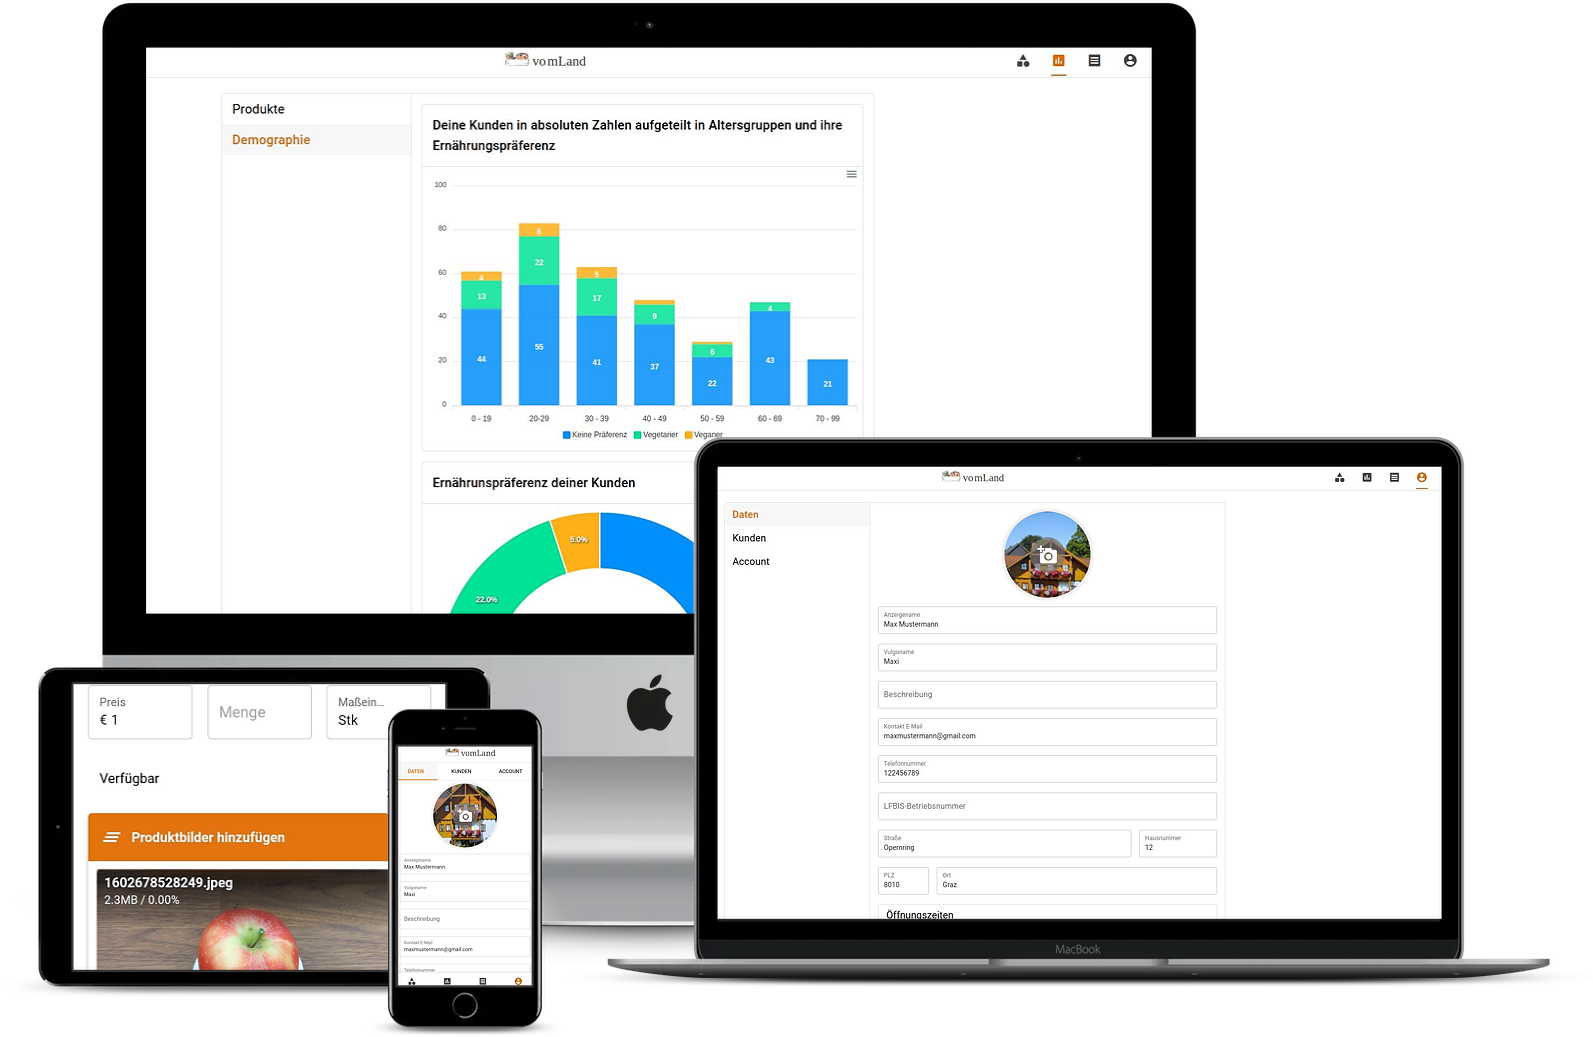 vomLand
Produkte
Demographie
Deine Kunden in absoluten Zahlen aufgeteilt in Altersgruppen und ihre
Ernährungspräferenz
100
80
60
40
20
0
4
13
44
6
22
55
5
17
41
9
37
6
22
4
43
21
0 - 19
20-29
30 - 39
40 - 49
50 - 59
60 - 69
70 - 99
Keine Präferenz
Vegetarier
Veganer
Ernährunspräferenz deiner Kunden
5.0%
22.0%
vomLand
Daten
Kunden
Account
Anzeigename
Max Mustermann
Vulgoname
Maxi
Beschreibung
Kontakt E-Mail
maxmustermann@gmail.com
Telefonnummer
122456789
LFBIS-Betriebsnummer
Straße
Opernring
Hausnummer
12
PLZ
8010
Ort
Graz
Öffnungszeiten
MacBook
Preis
€ 1
Menge
Maßein...
Stk
Verfügbar
Produktbilder hinzufügen
1602678528249.jpeg
2.3MB / 0.00%
vomLand
DATEN
KUNDEN
ACCOUNT
Anzeigename
Max Mustermann
Vulgoname
Maxi
Beschreibung
Kontakt E-Mail
maxmustermann@gmail.com
Telefonnummer